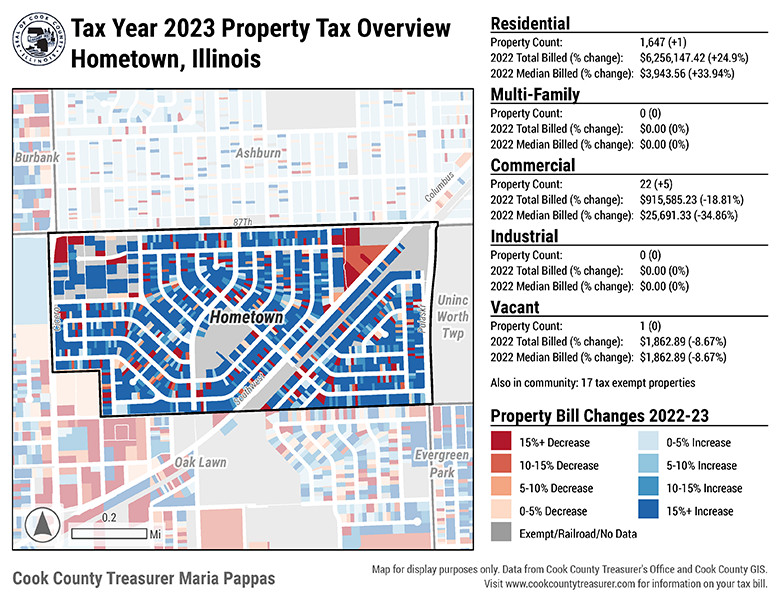 Tax Year 2023 Property Tax Overview
Hometown, Illinois
SEAL OF COOK COUNTY
ILLINOIS
Residential
Property Count: 1,647 (+1)
2022 Total Billed (% change): $6,256,147.42 (+24.9%)
2022 Median Billed (% change): $3,943.56 (+33.94%)
Multi-Family
Property Count: 0 (0)
2022 Total Billed (% change): $0.00 (0%)
2022 Median Billed (% change): $0.00 (0%)
Commercial
Property Count: 22 (+5)
2022 Total Billed (% change): $915,585.23 (-18.81%)
2022 Median Billed (% change): $25,691.33 (-34.86%)
Industrial
Property Count: 0 (0)
2022 Total Billed (% change): $0.00 (0%)
2022 Median Billed (% change): $0.00 (0%)
Vacant
Property Count: 1 (0)
2022 Total Billed (% change): $1,862.89 (-8.67%)
2022 Median Billed (% change): $1,862.89 (-8.67%)
Also in community: 17 tax exempt properties
Property Bill Changes 2022-23
15%+ Decrease
10-15% Decrease
5-10% Decrease
0-5% Decrease
Exempt/Railroad/No Data
0-5% Increase
5-10% Increase
10-15% Increase
15%+ Increase
Burbank
Ashburn
Columbus
87Th
Hometown
Pulaski
Uninc
Worth
Twp
Southwest
Oak Lawn
Evergreen
Park
0.2
Mi
Cook County Treasurer Maria Pappas
Map for display purposes only. Data from Cook County Treasurer's Office and Cook County GIS.
Visit www.cookcountytreasurer.com for information on your tax bill.